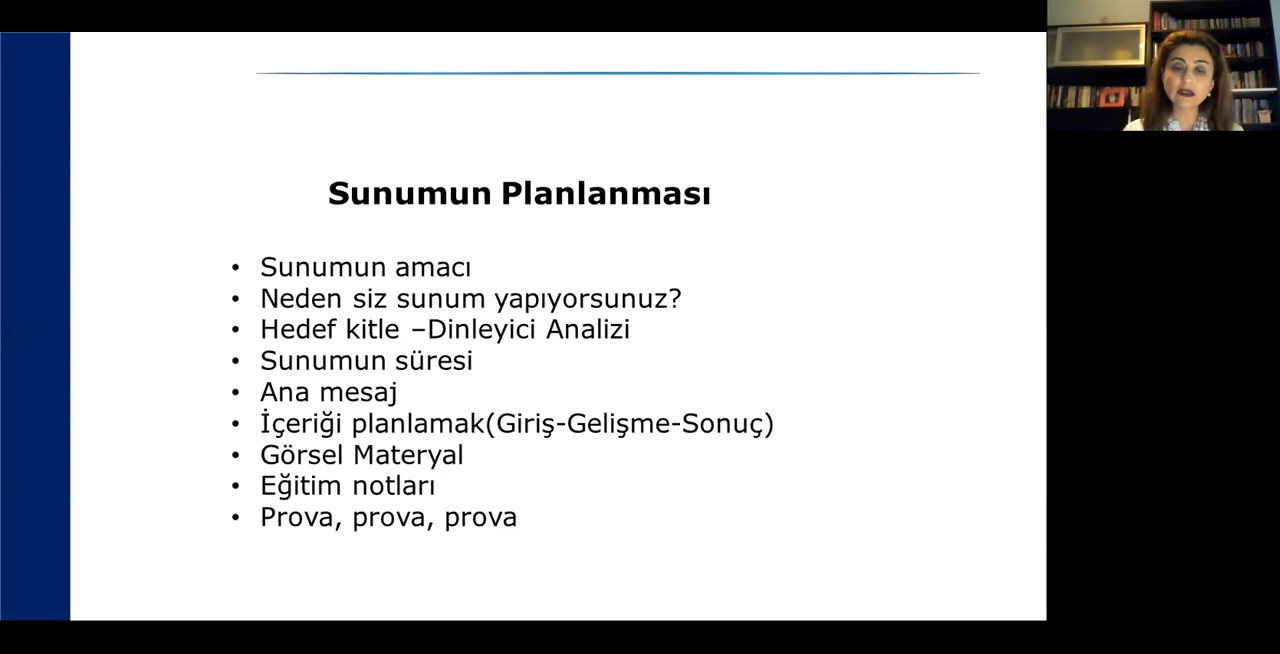 Sunumun Planlanması
• Sunumun amacı
• Neden siz sunum yapıyorsunuz?
• Hedef kitle –Dinleyici Analizi
• Sunumun süresi
• Ana mesaj
• İçeriği planlamak(Giriş-Gelişme-Sonuç)
• Görsel Materyal
• Eğitim notları
• Prova, prova, prova